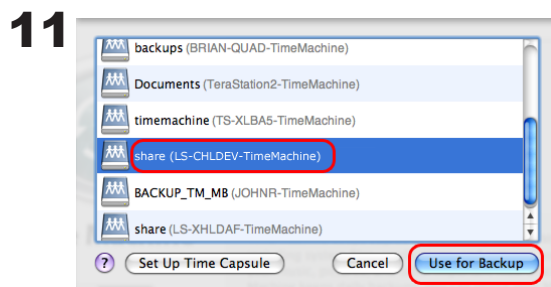 11
backups (BRIAN-QUAD-TimeMachine)
Documents (TeraStation2-TimeMachine)
timemachine (TS-XLBA5-TimeMachine)
share (LS-CHLDEV-TimeMachine)
BACKUP_TM_MB (JOHNR-TimeMachine)
share (LS-XHLDAF-TimeMachine)
? Set Up Time Capsule Cancel Use for Backup